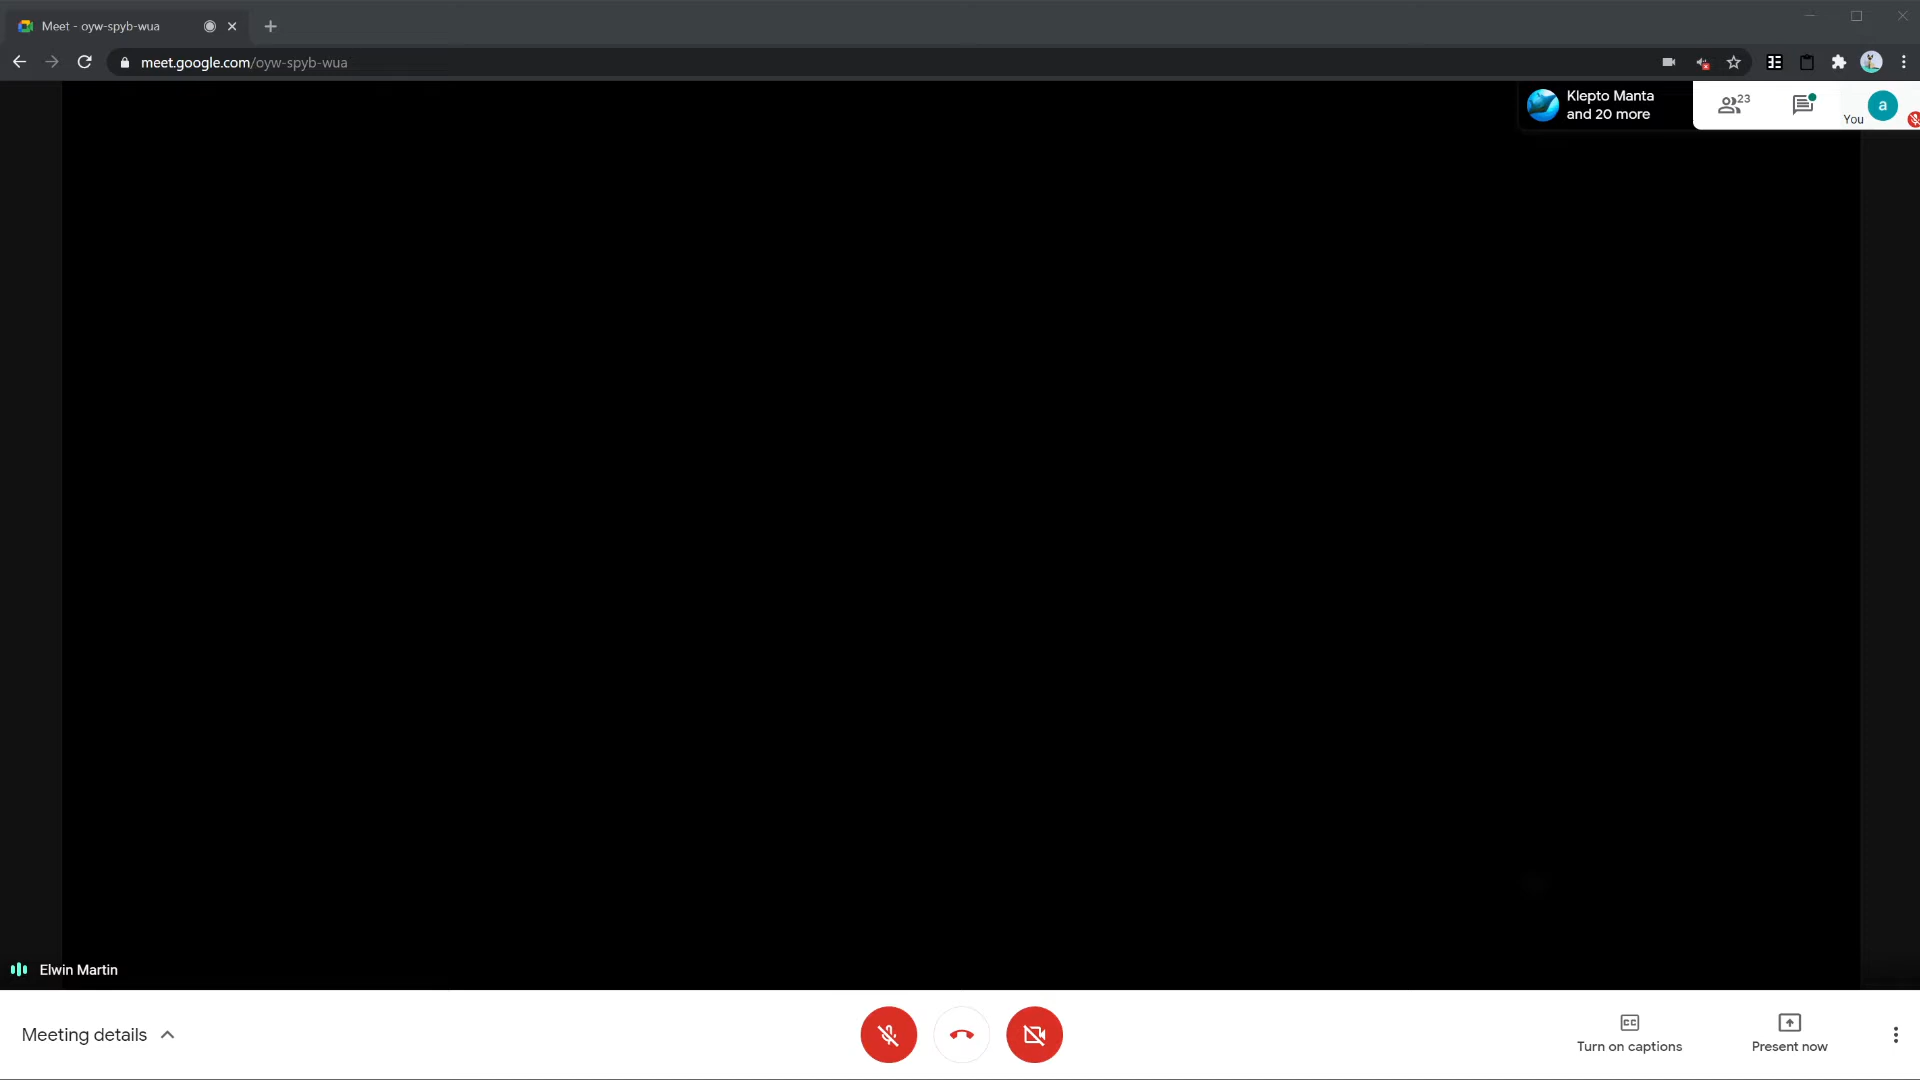 Meet - oyw-spyb-wua
meet.google.com/oyw-spyb-wua
Klepto Manta
and 20 more
23
You
a
Elwin Martin
Meeting details
CC
Turn on captions
Present now